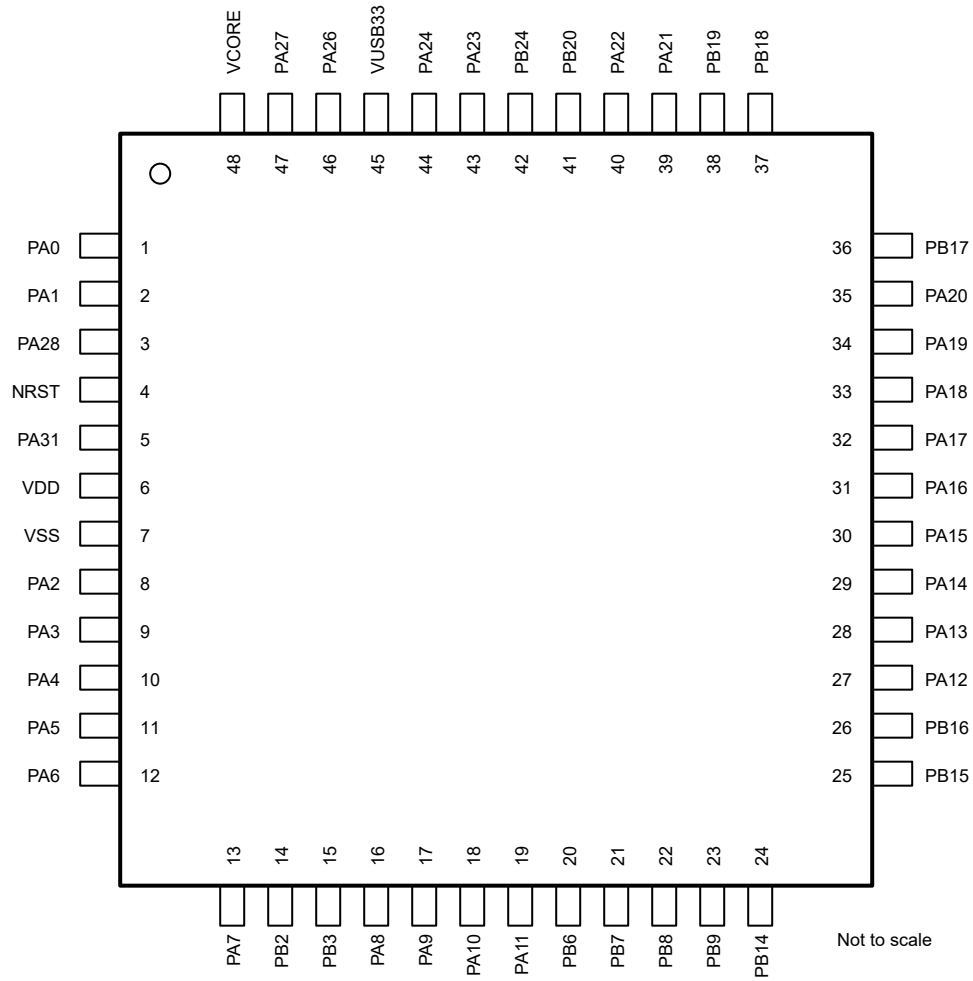 VCORE
PA27
PA26
VUSB33
PA24
PA23
PB24
PB20
PA22
PA21
PB19
PB18
48
47
46
45
44
43
42
41
40
39
38
37
PA0 1
PA1 2
PA28 3
NRST 4
PA31 5
VDD 6
VSS 7
PA2 8
PA3 9
PA4 10
PA5 11
PA6 12
36 PB17
35 PA20
34 PA19
33 PA18
32 PA17
31 PA16
30 PA15
29 PA14
28 PA13
27 PA12
26 PB16
25 PB15
13
14
15
16
17
18
19
20
21
22
23
24
PA7
PB2
PB3
PA8
PA9
PA10
PA11
PB6
PB7
PB8
PB9
PB14
Not to scale